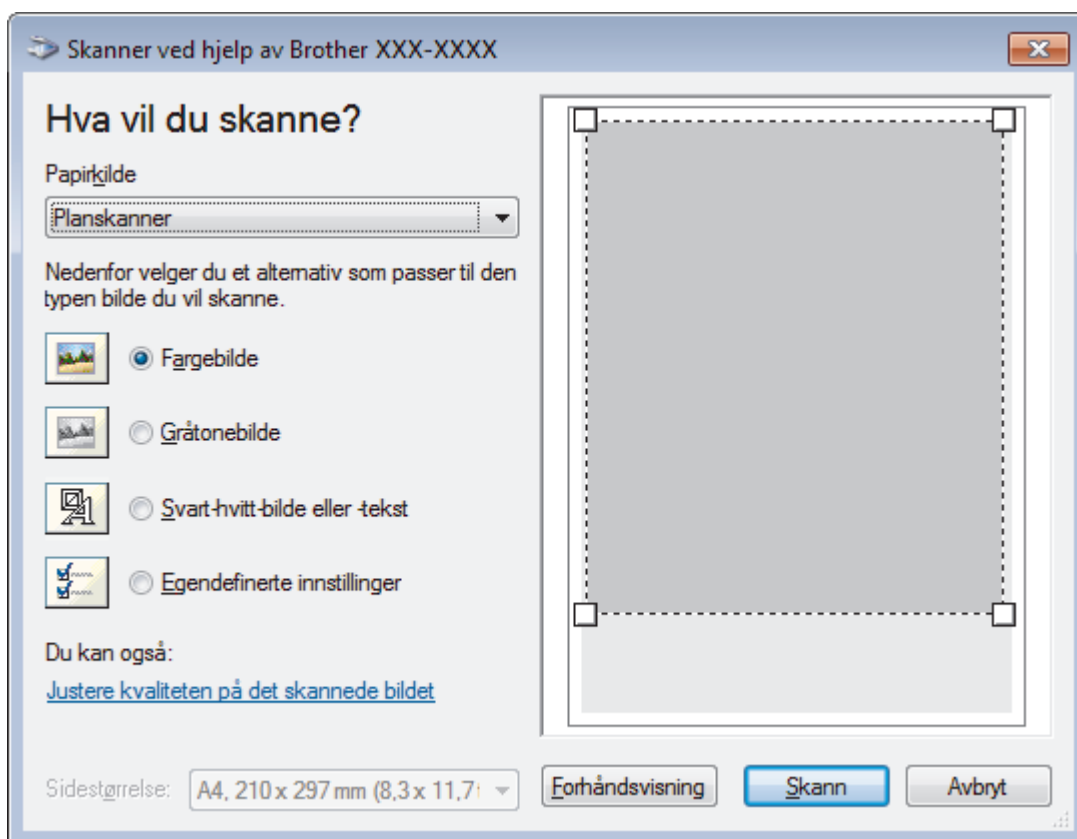 Skanner ved hjelp av Brother XXX-XXXX
Hva vil du skanne?
Papirkilde
Planskanner
Nedenfor velger du et alternativ som passer til den
typen bilde du vil skanne.
Fargebilde
Gråtonebilde
Svart-hvitt-bilde eller -tekst
Egendefinerte innstillinger
Du kan også:
Justere kvaliteten på det skannede bildet
Sidestørrelse: A4, 210 x 297 mm (8,3 x 11,7
Forhåndsvisning Skann Avbryt